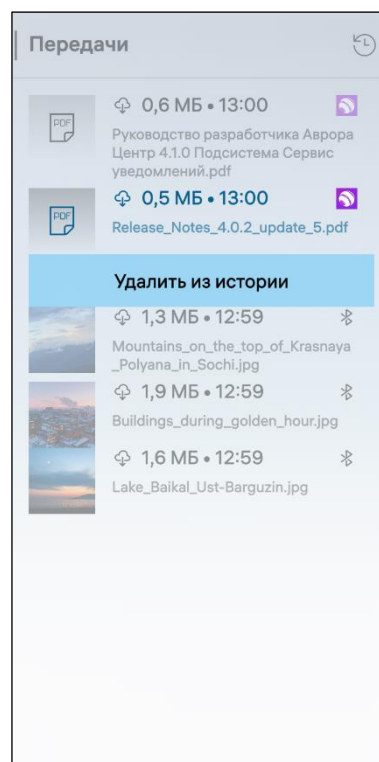 Передачи
0,6 МБ • 13:00
PDF
Руководство разработчика Аврора
Центр 4.1.0 Подсистема Сервис
уведомлений.pdf
0,5 МБ • 13:00
PDF
Release_Notes_4.0.2_update_5.pdf
Удалить из истории
1,3 МБ • 12:59
Mountains_on_the_top_of_Krasnaya
_Polyana_in_Sochi.jpg
1,9 МБ • 12:59
Buildings_during_golden_hour.jpg
1,6 МБ • 12:59
Lake_Baikal_Ust-Barguzin.jpg